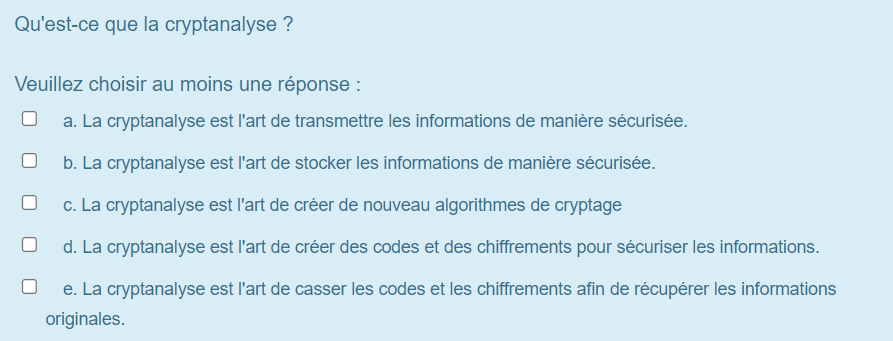 Qu'est-ce que la cryptanalyse ?
Veuillez choisir au moins une réponse :
a. La cryptanalyse est l'art de transmettre les informations de manière sécurisée.
b. La cryptanalyse est l'art de stocker les informations de manière sécurisée.
c. La cryptanalyse est l'art de créer de nouveau algorithmes de cryptage
d. La cryptanalyse est l'art de créer des codes et des chiffrements pour sécuriser les informations.
e. La cryptanalyse est l'art de casser les codes et les chiffrements afin de récupérer les informations
originales.